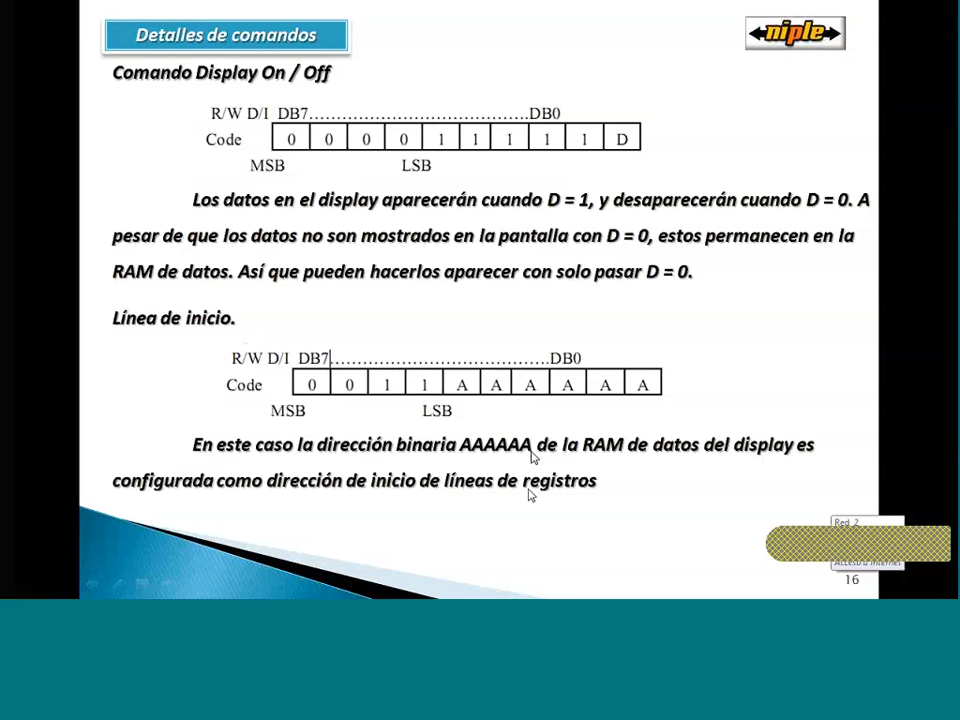 Detalles de comandos
niple
Comando Display On / Off
R/W D/I DB7……………………………………DB0
Code 0 0 0 0 1 1 1 1 1 D
MSB LSB
Los datos en el display aparecerán cuando D = 1, y desaparecerán cuando D = 0. A
pesar de que los datos no son mostrados en la pantalla con D = 0, estos permanecen en la
RAM de datos. Así que pueden hacerlos aparecer con solo pasar D = 0.
Línea de inicio.
R/W D/I DB7……………………………………DB0
Code 0 0 1 1 A A A A A A
MSB LSB
En este caso la dirección binaria AAAAAA de la RAM de datos del display es
configurada como dirección de inicio de líneas de registros
Red 2
Acceso a Internet
16